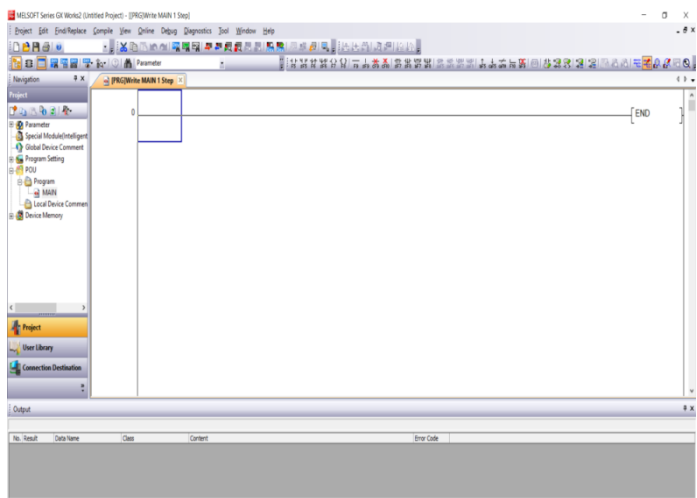 MELSOFT Series GX Works2 (Untitled Project) - [[PRG]Write MAIN 1 Step]
Project Edit Find/Replace Compile View Online Debug Diagnostics Tool Window Help
Parameter
Navigation
[PRG]Write MAIN 1 Step
Project
0
END
Parameter
Special Module(Intelligent
Global Device Comment
Program Setting
POU
Program
MAIN
Local Device Commen
Device Memory
Project
User Library
Connection Destination
Output
No. Result Data Name Class Content Error Code